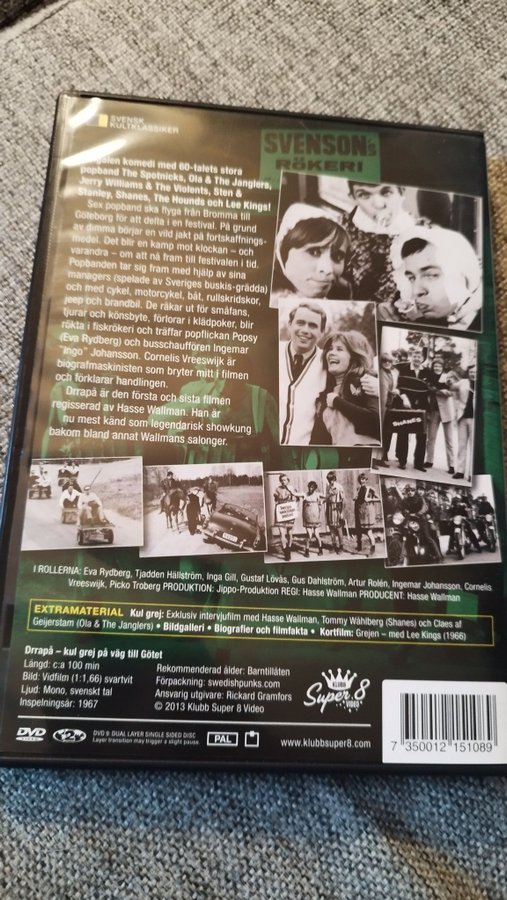 SVENSK
KULTKLASSIKER
SVENSON's
RÖKERI
galen komedi med 60-talets stora
popband The Spotnicks, Ola & The Janglers,
Jerry Williams & The Violents, Sten &
Stanley, Shanes, The Hounds och Lee Kings!
Sex popband ska flyga från Bromma till
Göteborg för att delta i en festival. På grund
av dimma börjar en vild jakt på fortskaffnings-
medel. Det blir en kamp mot klockan – och
varandra – om att nå fram till festivalen i tid.
Popbanden tar sig fram med hjälp av sina
managers (spelade av Sveriges buskis-grädda)
och med cykel, motorcykel, båt, rullskridskor,
jeep och brandbil. De råkar ut för småfans,
tjurar och könsbyte, förlorar i klädpoker, blir
rökta i fiskrökeri och träffar popflickan Popsy
(Eva Rydberg) och busschauffören Ingemar
"Ingo" Johansson. Cornelis Vreeswijk är
biografmaskinisten som bryter mitt i filmen
och förklarar handlingen.
Drrapå är den första och sista filmen
regisserad av Hasse Wallman. Han är
nu mest känd som legendarisk showkung
bakom bland annat Wallmans salonger.
SHANES
I ROLLERNA: Eva Rydberg, Tjadden Hällström, Inga Gill, Gustaf Lövås, Gus Dahlström, Artur Rolén, Ingemar Johansson, Cornelis
Vreeswijk, Picko Troberg PRODUKTION: Jippo-Produktion REGI: Hasse Wallman PRODUCENT: Hasse Wallman
EXTRAMATERIAL Kul grej: Exklusiv intervjufilm med Hasse Wallman, Tommy Wåhlberg (Shanes) och Claes af
Geijerstam (Ola & The Janglers) • Bildgalleri • Biografier och filmfakta • Kortfilm: Grejen – med Lee Kings (1966)
Drrapå – kul grej på väg till Götet
Längd: c:a 100 min
Bild: Vidfilm (1:1,66) svartvit
Ljud: Mono, svenskt tal
Inspelningsår: 1967
Rekommenderad ålder: Barntillåten
Förpackning: swedishpunks.com
Ansvarig utgivare: Rickard Gramfors
© 2013 Klubb Super 8 Video
KLUBB
Super 8
VIDEO
DVD
DVD 9: DUAL LAYER SINGLE SIDED DISC
Layer transition may trigger a slight pause.
PAL
www.klubbsuper8.com
7 350012 151089